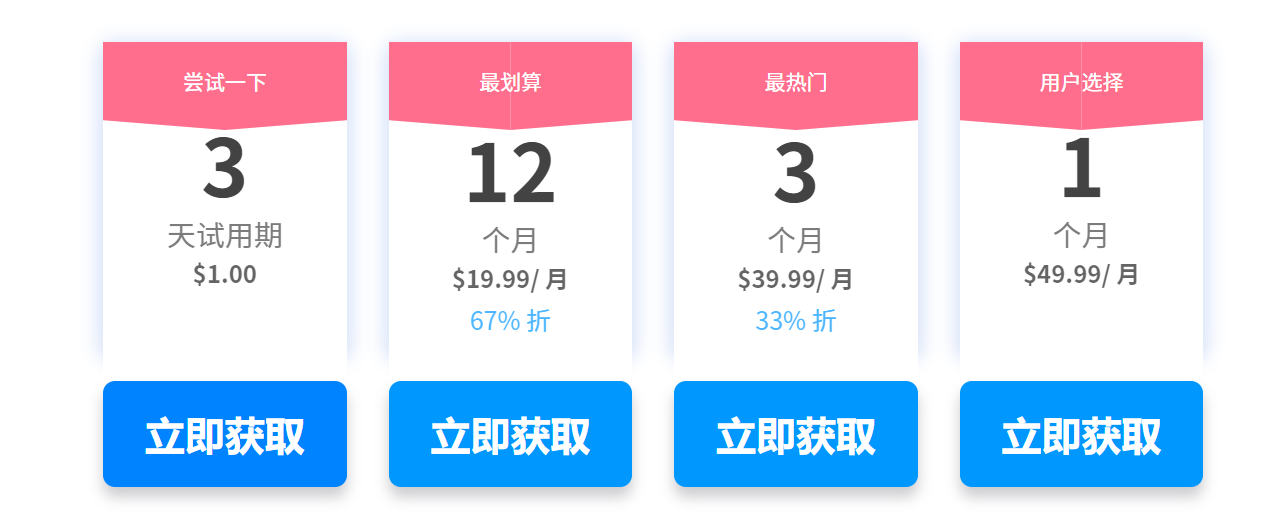 尝试一下
3
天试用期
$1.00
立即获取
最划算
12
个月
$19.99/ 月
67% 折
立即获取
最热门
3
个月
$39.99/ 月
33% 折
立即获取
用户选择
1
个月
$49.99/ 月
立即获取